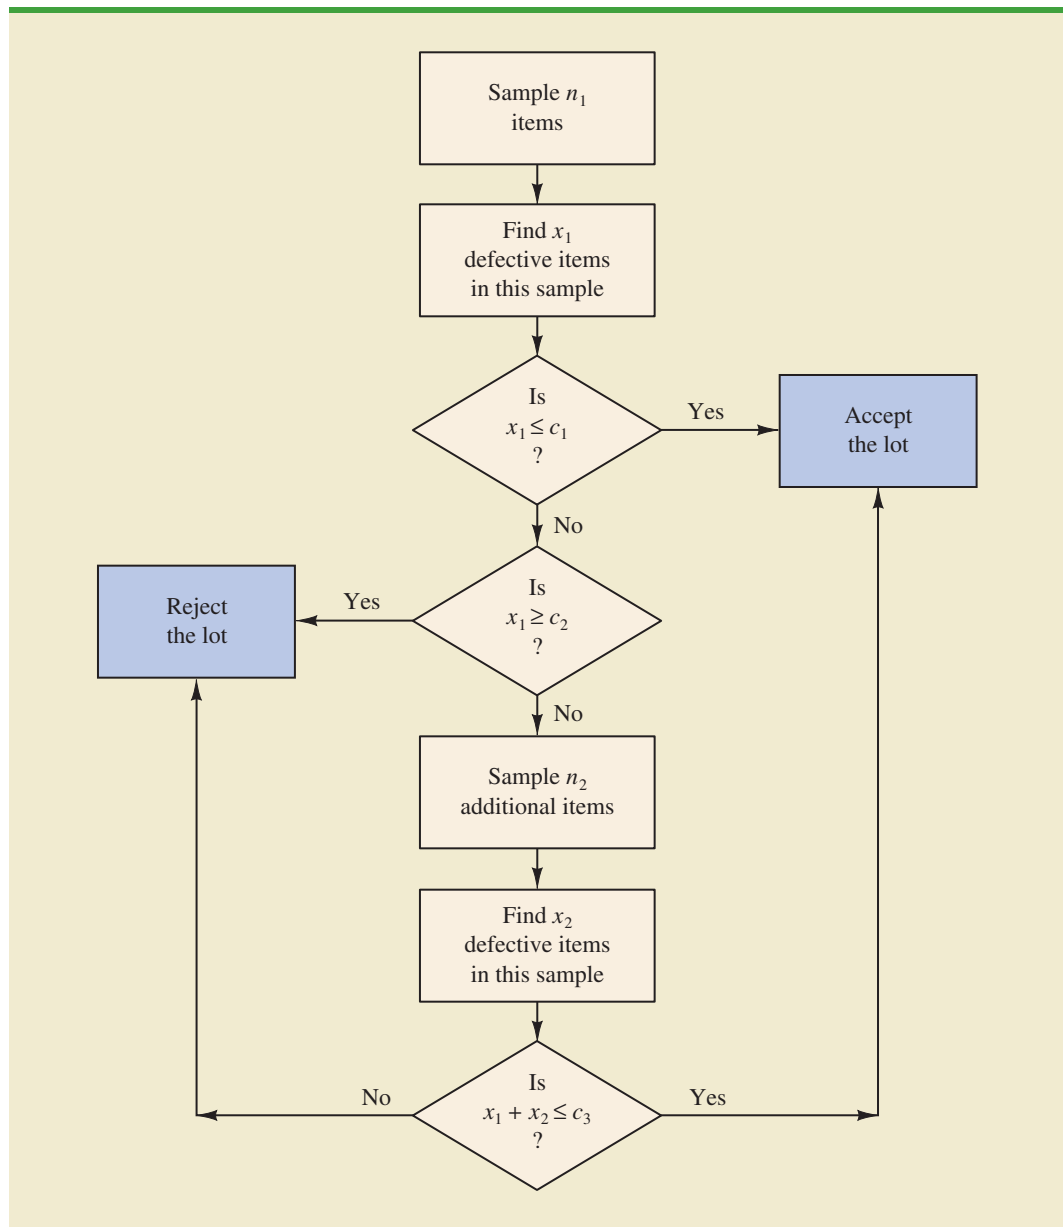 Sample n₁
items
Find x₁
defective items
in this sample
Is
x₁ ≤ c₁
?
Yes
Accept
the lot
No
Is
x₁ ≥ c₂
?
Yes
Reject
the lot
No
Sample n₂
additional items
Find x₂
defective items
in this sample
Is
x₁ + x₂ ≤ c₃
?
No
Yes